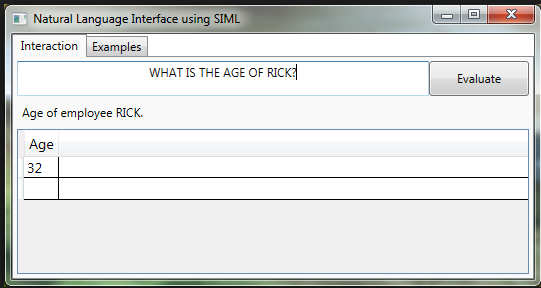 Natural Language Interface using SIML
Interaction Examples
WHAT IS THE AGE OF RICK?
Evaluate
Age of employee RICK.
Age
32